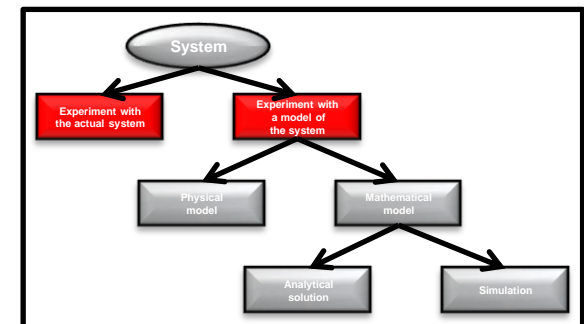 System
Experiment with
the actual system
Experiment with
a model of
the system
Physical
model
Mathematical
model
Analytical
solution
Simulation